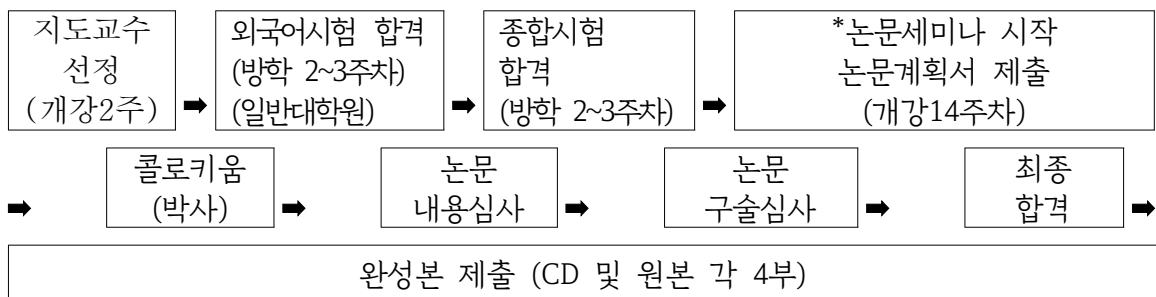 지도교수
선정
(개강2주)
➡
외국어시험 합격
(방학 2~3주차)
(일반대학원)
➡
종합시험
합격
(방학 2~3주차)
➡
*논문세미나 시작
논문계획서 제출
(개강14주차)
➡
콜로키움
(박사)
➡
논문
내용심사
➡
논문
구술심사
➡
최종
합격
➡
완성본 제출 (CD 및 원본 각 4부)